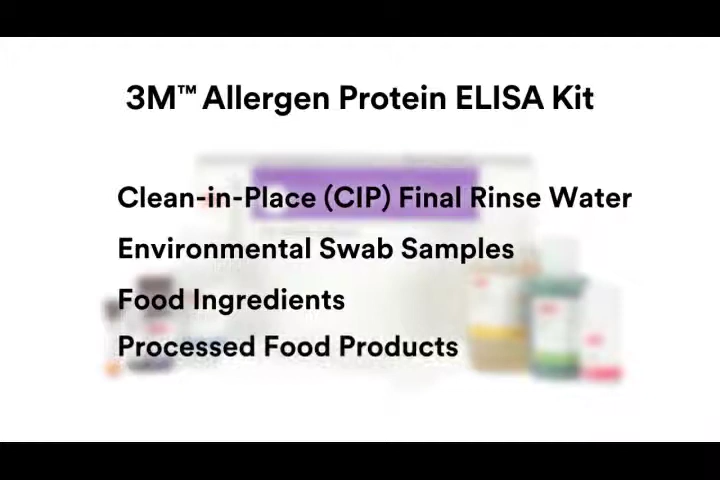 3M™ Allergen Protein ELISA Kit
Clean-in-Place (CIP) Final Rinse Water
Environmental Swab Samples
Food Ingredients
Processed Food Products